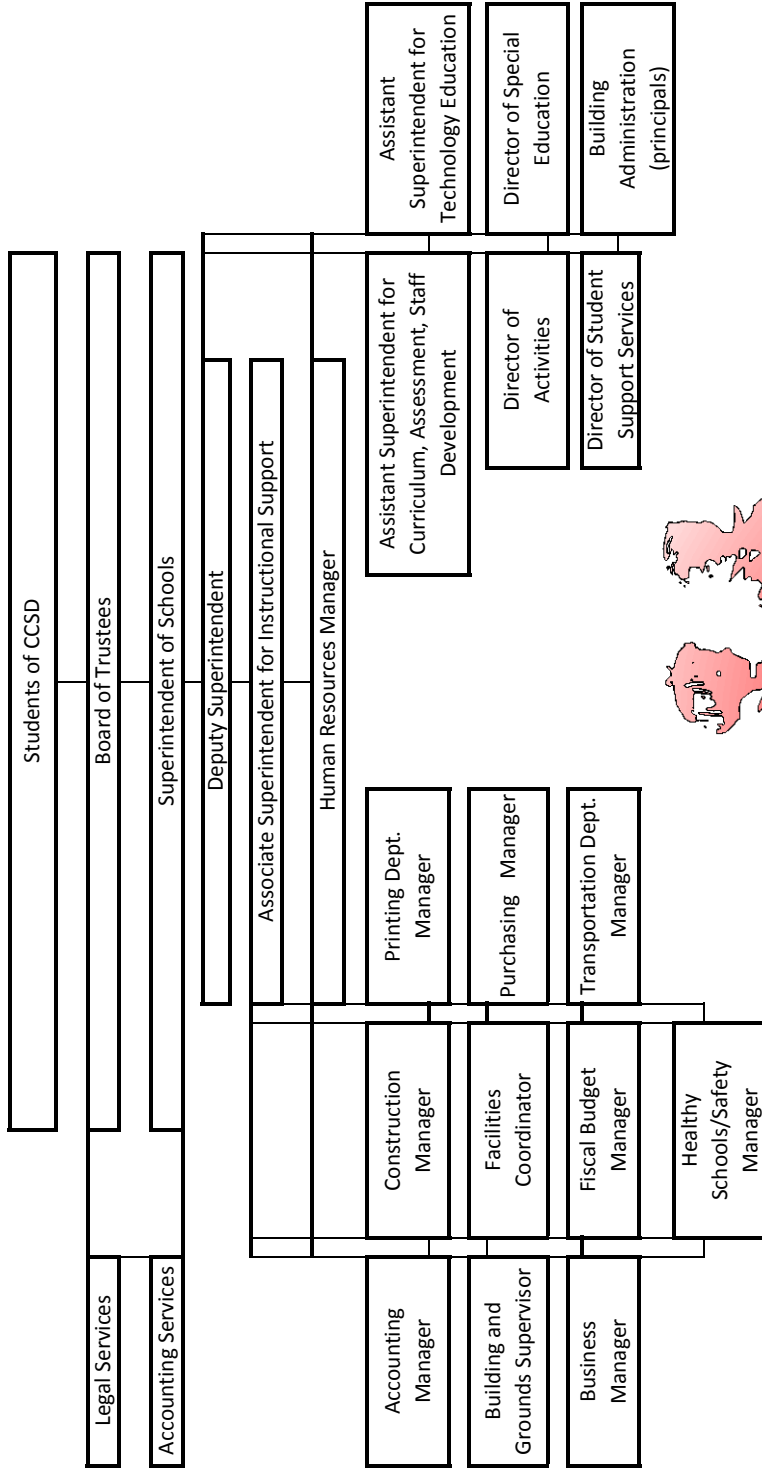 Students of CCSD
Legal Services
Board of Trustees
Accounting Services
Superintendent of Schools
Deputy Superintendent
Associate Superintendent for Instructional Support
Human Resources Manager
Accounting
Manager
Construction
Manager
Printing Dept.
Manager
Assistant Superintendent for
Curriculum, Assessment, Staff
Development
Assistant
Superintendent for
Technology Education
Building and
Grounds Supervisor
Facilities
Coordinator
Purchasing Manager
Director of
Activities
Director of Special
Education
Business
Manager
Fiscal Budget
Manager
Transportation Dept.
Manager
Director of Student
Support Services
Building
Administration
(principals)
Healthy
Schools/Safety
Manager